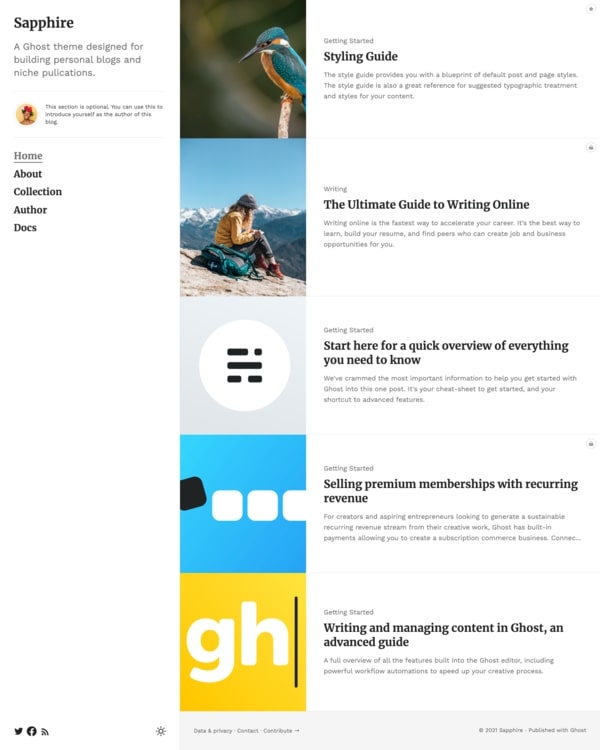 Sapphire
A Ghost theme designed for
building personal blogs and
niche pulications.
This section is optional. You can use this to
introduce yourself as the author of this
blog.
Home
About
Collection
Author
Docs
Getting Started
Styling Guide
The style guide provides you with a blueprint of default post and page styles.
The style guide is also a great reference for suggested typographic treatment
and styles for your content.
Writing
The Ultimate Guide to Writing Online
Writing online is the fastest way to accelerate your career. It's the best way to
learn, build your resume, and find peers who can create job and business
opportunities for you.
Getting Started
Start here for a quick overview of everything
you need to know
We've crammed the most important information to help you get started with
Ghost into this one post. It's your cheat-sheet to get started, and your
shortcut to advanced features.
Getting Started
Selling premium memberships with recurring
revenue
For creators and aspiring entrepreneurs looking to generate a sustainable
recurring revenue stream from their creative work, Ghost has built-in
payments allowing you to create a subscription commerce business. Connec...
gh
Getting Started
Writing and managing content in Ghost, an
advanced guide
A full overview of all the features built into the Ghost editor, including
powerful workflow automations to speed up your creative process.
Data & privacy · Contact · Contribute →
© 2021 Sapphire · Published with Ghost